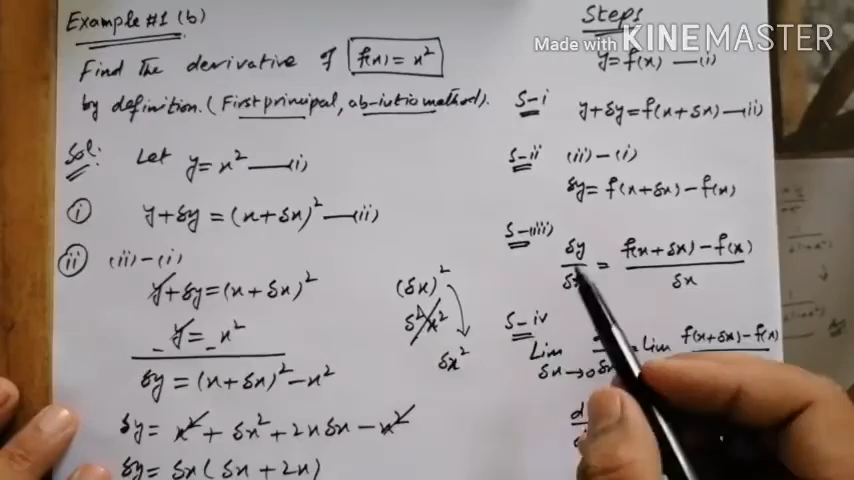 Example #1 (b)
Find The derivative of f(x) = x²
by definition. (First principal, ab-iutio method).
Sol: Let y = x² —(i)
(i) y + δy = (x + δx)² —(ii)
(ii) (ii) – (i)
y + δy = (x + δx)²
– y = – x²
δy = (x + δx)² – x²
δy = x² + δx² + 2xδx – x²
δy = δx (δx + 2x)
(δx)²
δ²x²
δx²
Steps
Made with KINEMASTER
y = f(x) —(i)
S-i y + δy = f(x + δx) —(ii)
S-ii (ii) – (i)
δy = f(x + δx) – f(x)
S-(iii) δy/δx = f(x + δx) – f(x) / δx
S-iv Lim δx→0 = Lim f(x + δx) – f(x)
d